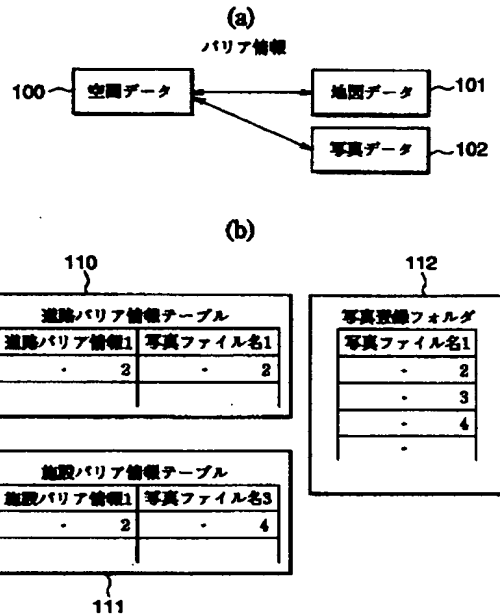 (a)
バリア情報
100 空間データ 地図データ 101
写真データ 102
(b)
110
道路バリア情報テーブル
道路バリア情報1 写真ファイル名1
・ 2 ・ 2
112
写真登録フォルダ
写真ファイル名1
・ 2
・ 3
・ 4
・
施設バリア情報テーブル
施設バリア情報1 写真ファイル名3
・ 2 ・ 4
111